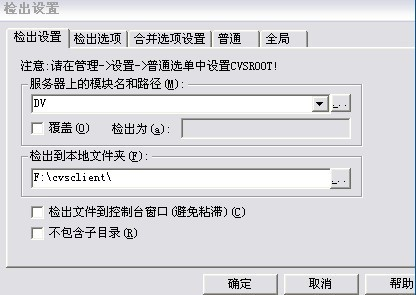 检出设置
检出设置 检出选项 合并选项设置 普通 全局
注意:请在管理->设置->普通选单中设置CVSROOT!
服务器上的模块名和路径(M):
DV ...
覆盖(O) 检出为(a):
检出到本地文件夹(F):
F:\cvsclient\ ...
检出文件到控制台窗口(避免粘滞)(C)
不包含子目录(R)
确定 取消 帮助